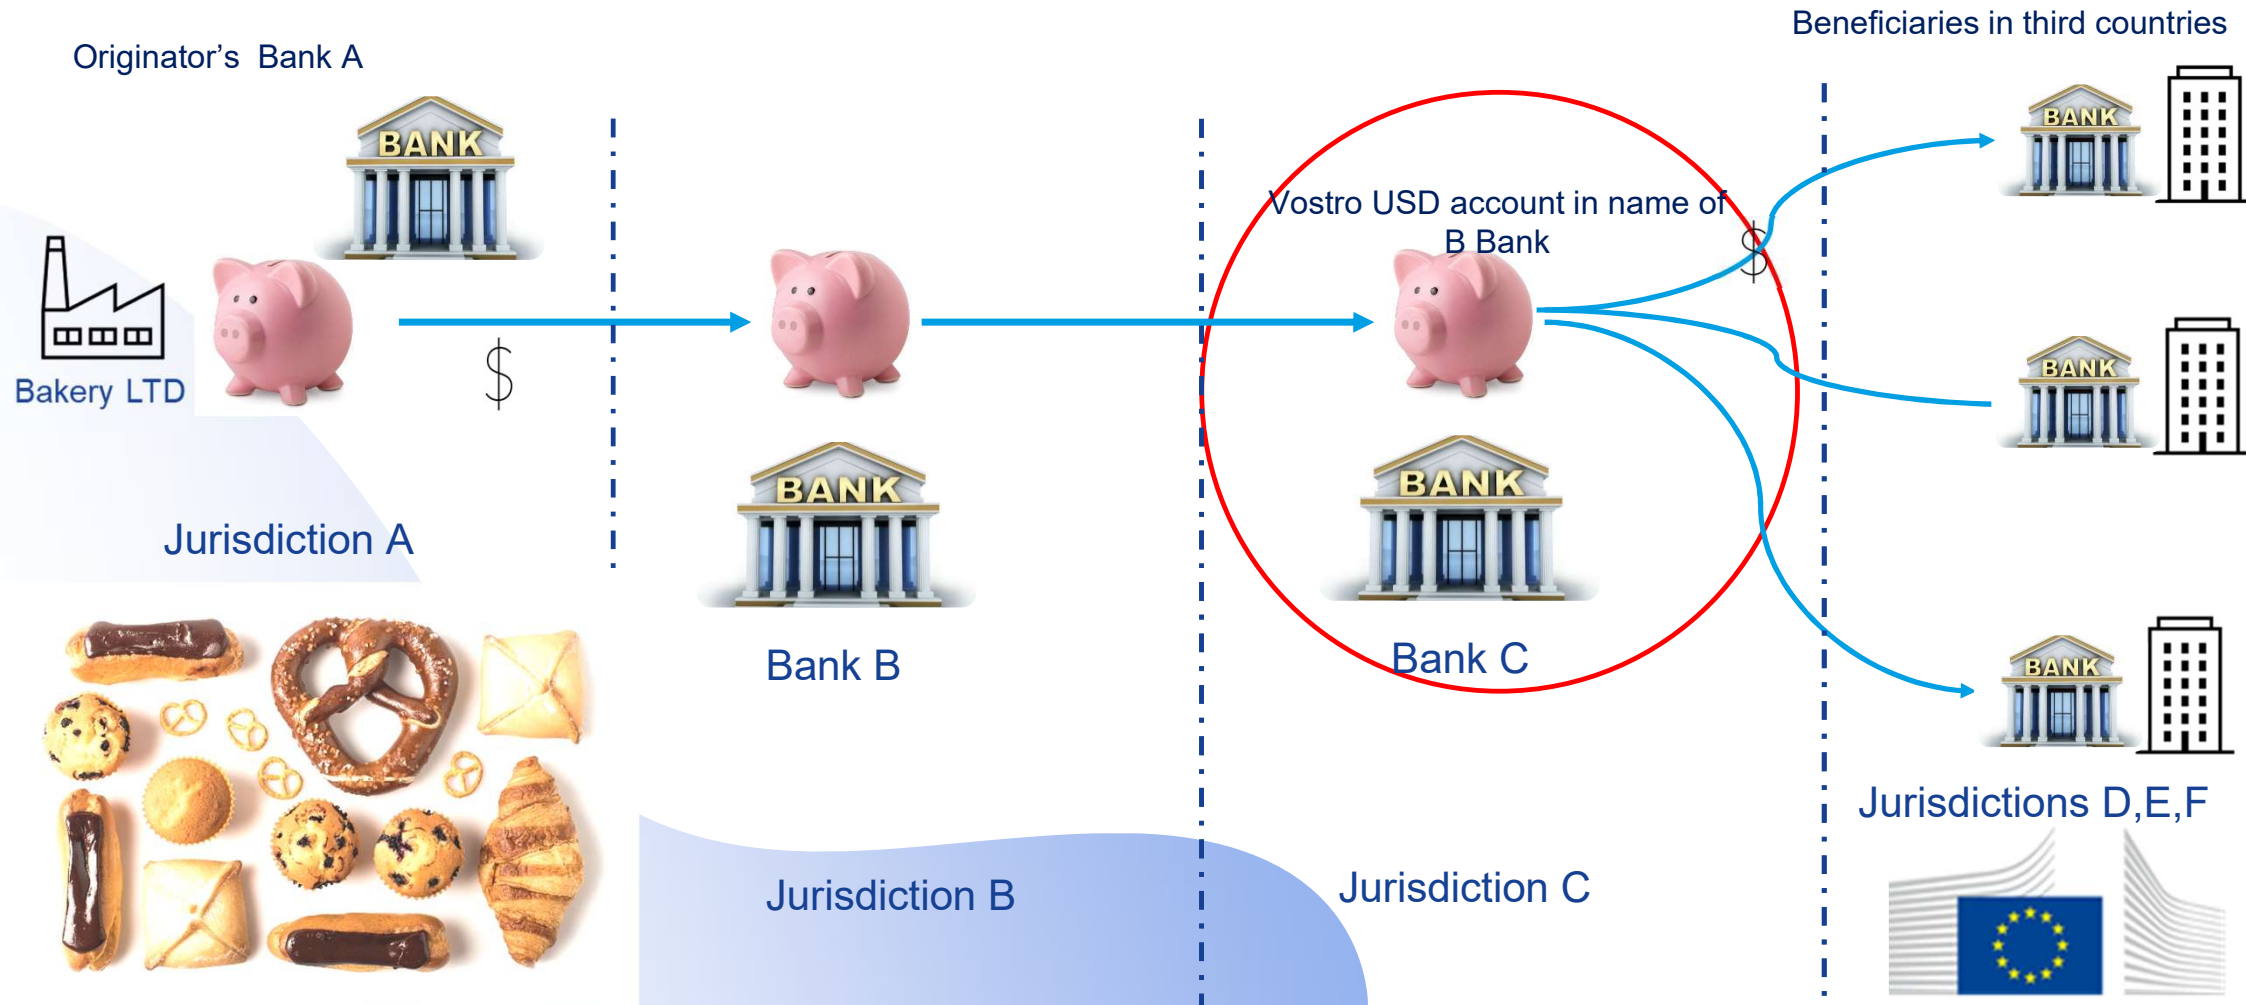 Beneficiaries in third countries
Originator's Bank A
BANK
BANK
Vostro USD account in name of
B Bank
$
BANK
$
Bakery LTD
BANK
BANK
Jurisdiction A
Bank B
Bank C
BANK
Jurisdictions D,E,F
Jurisdiction B
Jurisdiction C